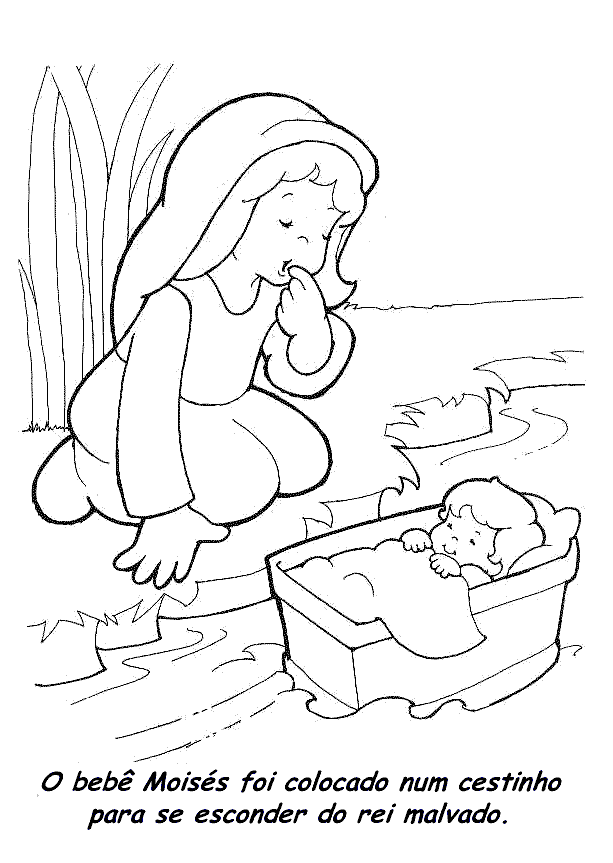 O bebê Moisés foi colocado num cestinho
para se esconder do rei malvado.